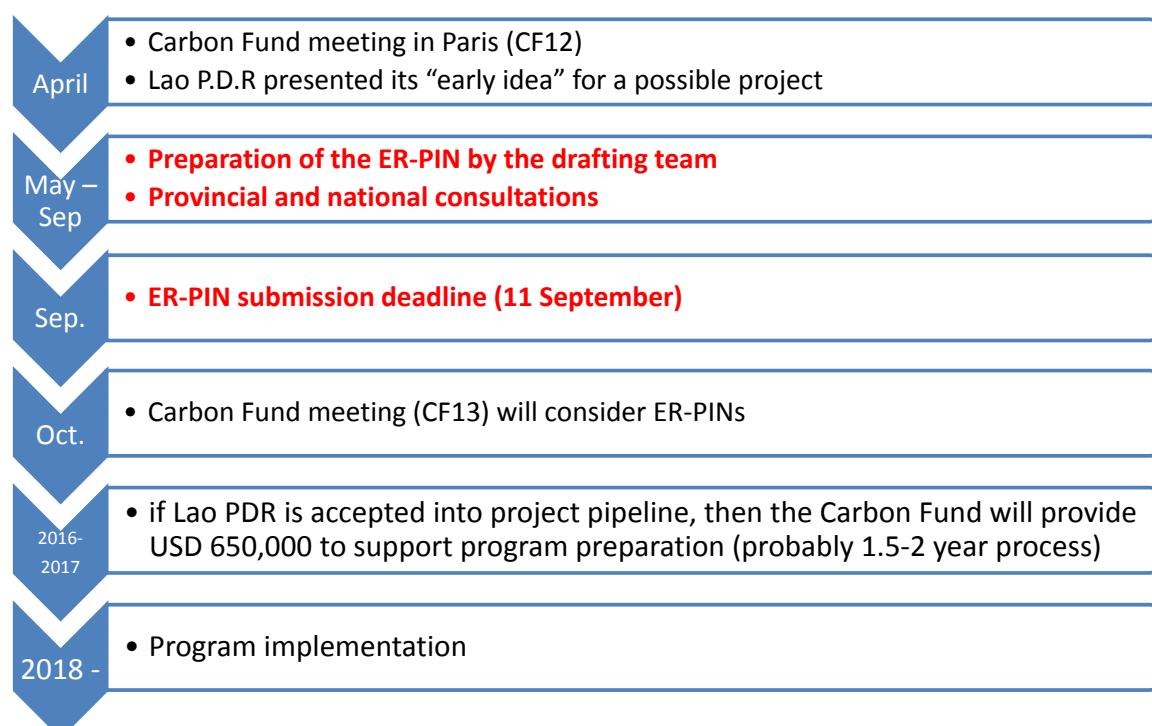 April
• Carbon Fund meeting in Paris (CF12)
• Lao P.D.R presented its “early idea” for a possible project
May –
Sep
• Preparation of the ER-PIN by the drafting team
• Provincial and national consultations
Sep.
• ER-PIN submission deadline (11 September)
Oct.
• Carbon Fund meeting (CF13) will consider ER-PINs
2016-
2017
• if Lao PDR is accepted into project pipeline, then the Carbon Fund will provide
USD 650,000 to support program preparation (probably 1.5-2 year process)
2018 -
• Program implementation